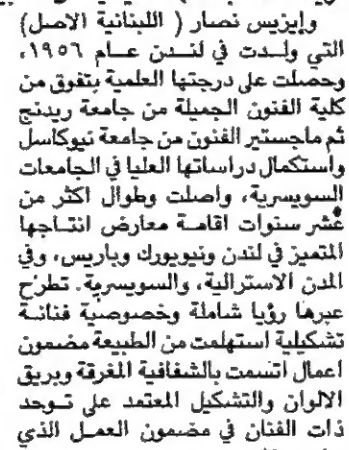 وإيزيس نصار ( اللبنانية الاصل)
التي ولدت في لندن عام ١٩٥٦،
وحصلت على درجتها العلمية بتفوق من
كلية الفنون الجميلة من جامعة ريدنج
ثم ماجستير الفنون من جامعة نيوكاسل
واستكمال دراساتها العليا في الجامعات
السويسرية، واصلت وطوال اكثر من
عشر سنوات اقامة معارض انتاجها
المتميز في لندن ونيويورك وباريس، وفي
المدن الاسترالية، والسويسرية. تطرح
عبرها رؤيا شاملة وخصوصية فنانة
تشكيلية استهلمت من الطبيعة مضمون
اعمال اتسمت بالشفافية المغرقة وبريق
الالوان والتشكيل المعتمد على توحد
ذات الفنان في مضمون العمل الذي